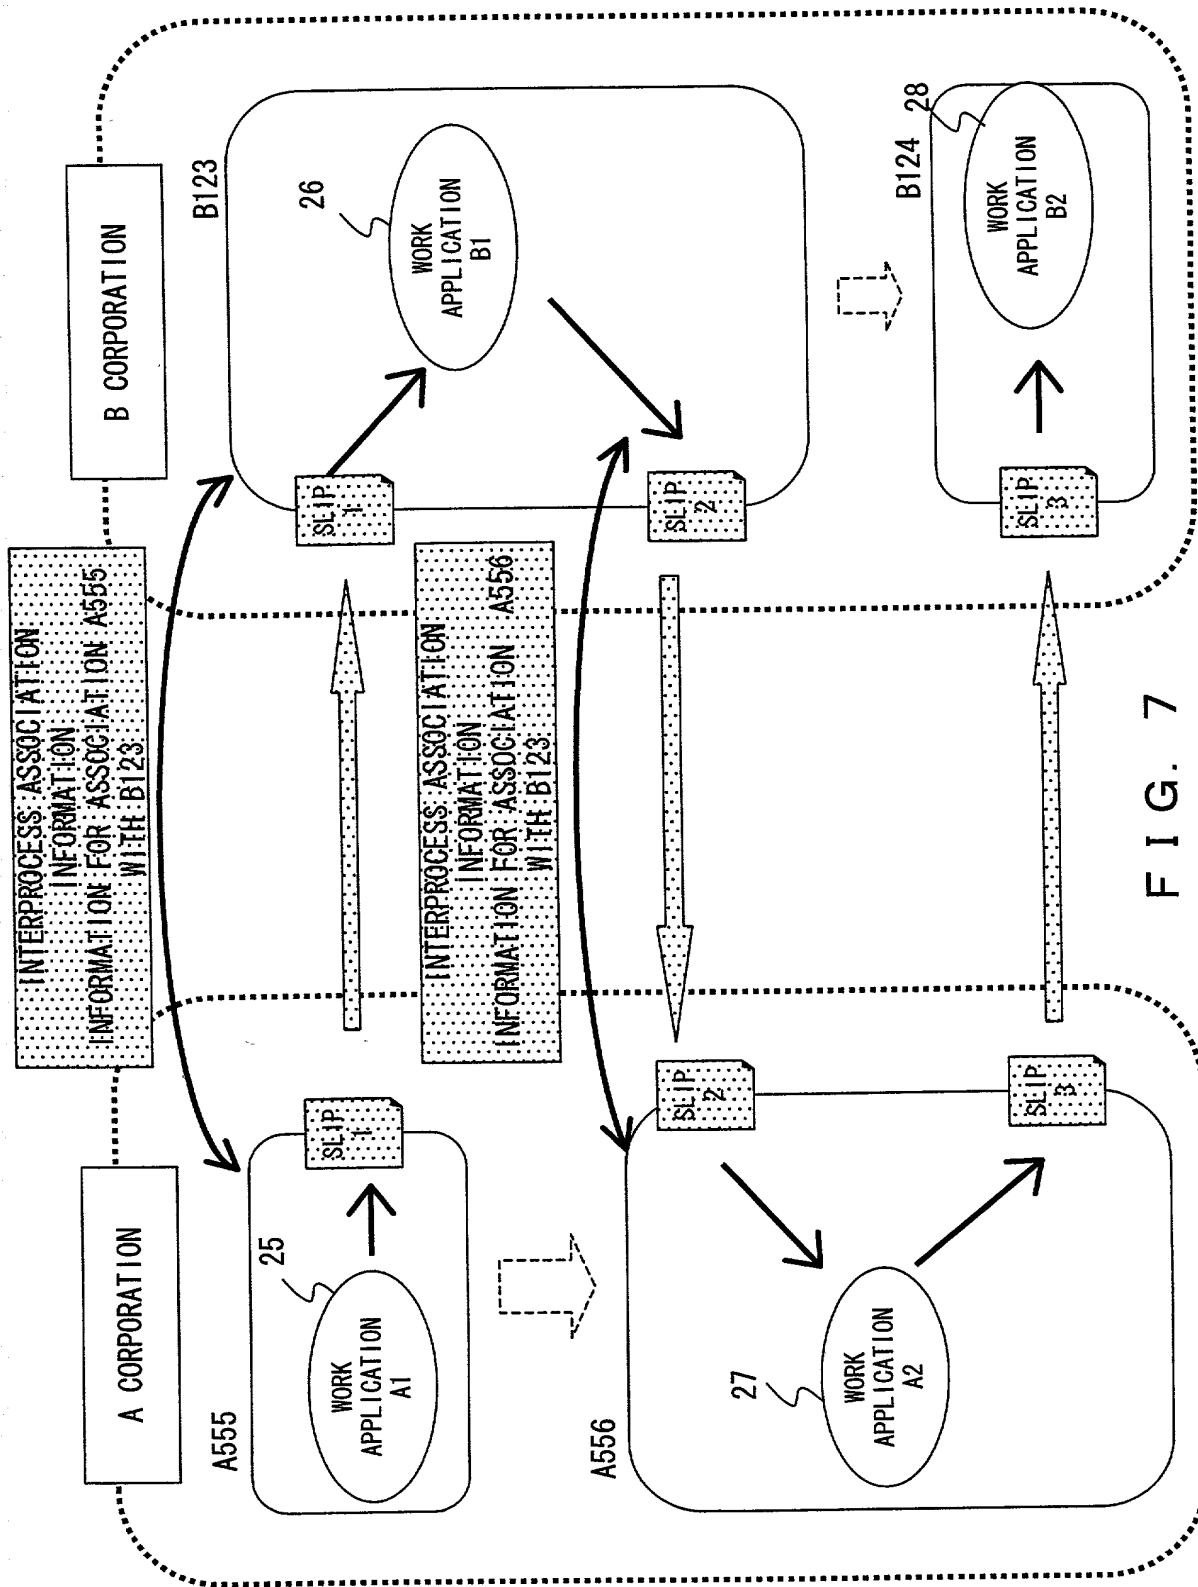 A CORPORATION
B CORPORATION
INTERPROCESS ASSOCIATION
INFORMATION
INFORMATION FOR ASSOCIATION A555
WITH B123
A555
25
WORK
APPLICATION
A1
SLIP
1
B123
SLIP
1
26
WORK
APPLICATION
B1
INTERPROCESS ASSOCIATION
INFORMATION
INFORMATION FOR ASSOCIATION A556
WITH B123
A556
SLIP
2
SLIP
2
27
WORK
APPLICATION
A2
SLIP
3
B124
28
SLIP
3
WORK
APPLICATION
B2
FIG. 7